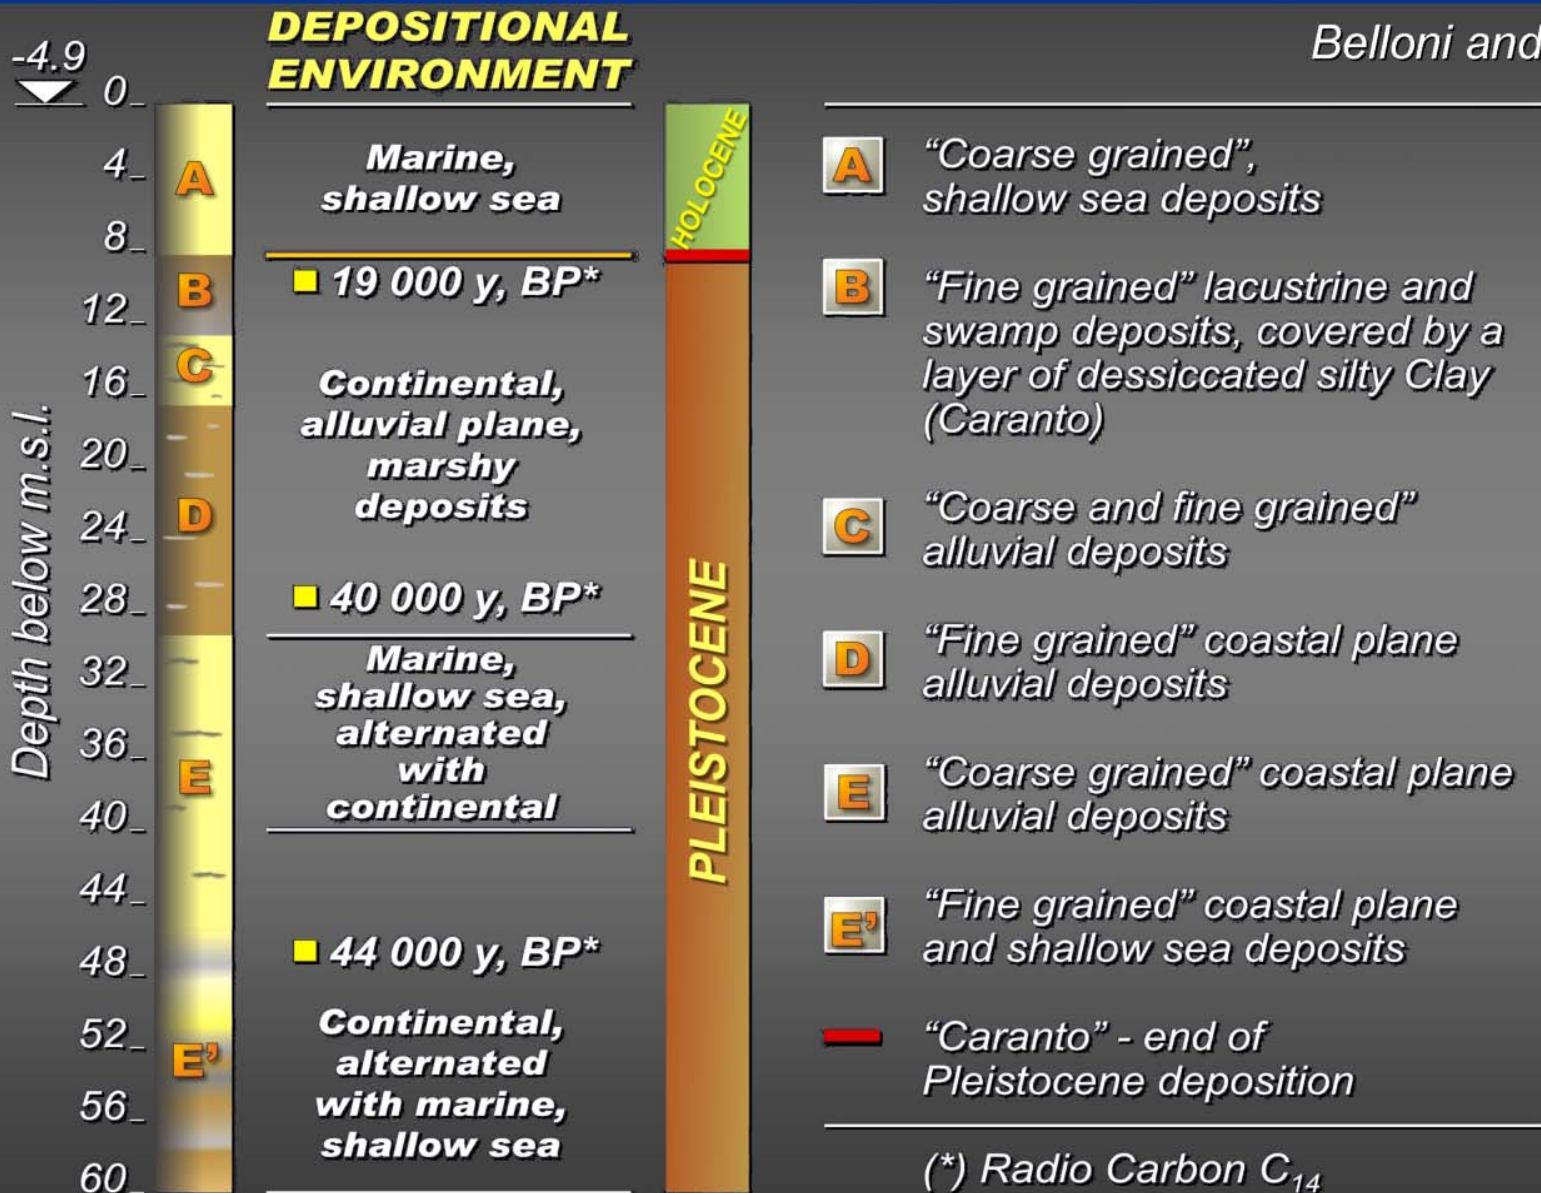 DEPOSITIONAL
ENVIRONMENT
Belloni and
-4.9
0
4
8
12
16
20
24
28
32
36
40
44
48
52
56
60
Depth below m.s.l.
A
B
C
D
E
E’
Marine,
shallow sea
19 000 y, BP*
Continental,
alluvial plane,
marshy
deposits
40 000 y, BP*
Marine,
shallow sea,
alternated
with
continental
44 000 y, BP*
Continental,
alternated
with marine,
shallow sea
HOLOCENE
PLEISTOCENE
A “Coarse grained”,
shallow sea deposits
B “Fine grained” lacustrine and
swamp deposits, covered by a
layer of dessiccated silty Clay
(Caranto)
C “Coarse and fine grained”
alluvial deposits
D “Fine grained” coastal plane
alluvial deposits
E “Coarse grained” coastal plane
alluvial deposits
E’ “Fine grained” coastal plane
and shallow sea deposits
“Caranto” - end of
Pleistocene deposition
(*) Radio Carbon C14